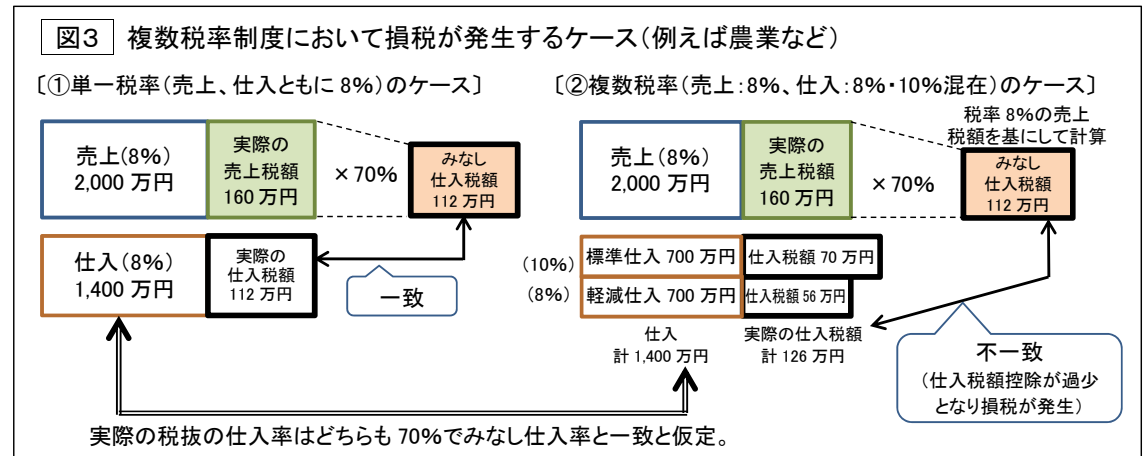 図3 複数税率制度において損税が発生するケース(例えば農業など)
〔①単一税率(売上、仕入ともに8%)のケース〕
売上(8%)
2,000万円
実際の
売上税額
160万円
×70%
みなし
仕入税額
112万円
仕入(8%)
1,400万円
実際の
仕入税額
112万円
一致
〔②複数税率(売上:8%、仕入:8%・10%混在)のケース〕
税率8%の売上
税額を基にして計算
売上(8%)
2,000万円
実際の
売上税額
160万円
×70%
みなし
仕入税額
112万円
(10%) 標準仕入700万円 仕入税額70万円
(8%) 軽減仕入700万円 仕入税額56万円
仕入
計1,400万円
実際の仕入税額
計126万円
不一致
(仕入税額控除が過少
となり損税が発生)
実際の税抜の仕入率はどちらも70%でみなし仕入率と一致と仮定。